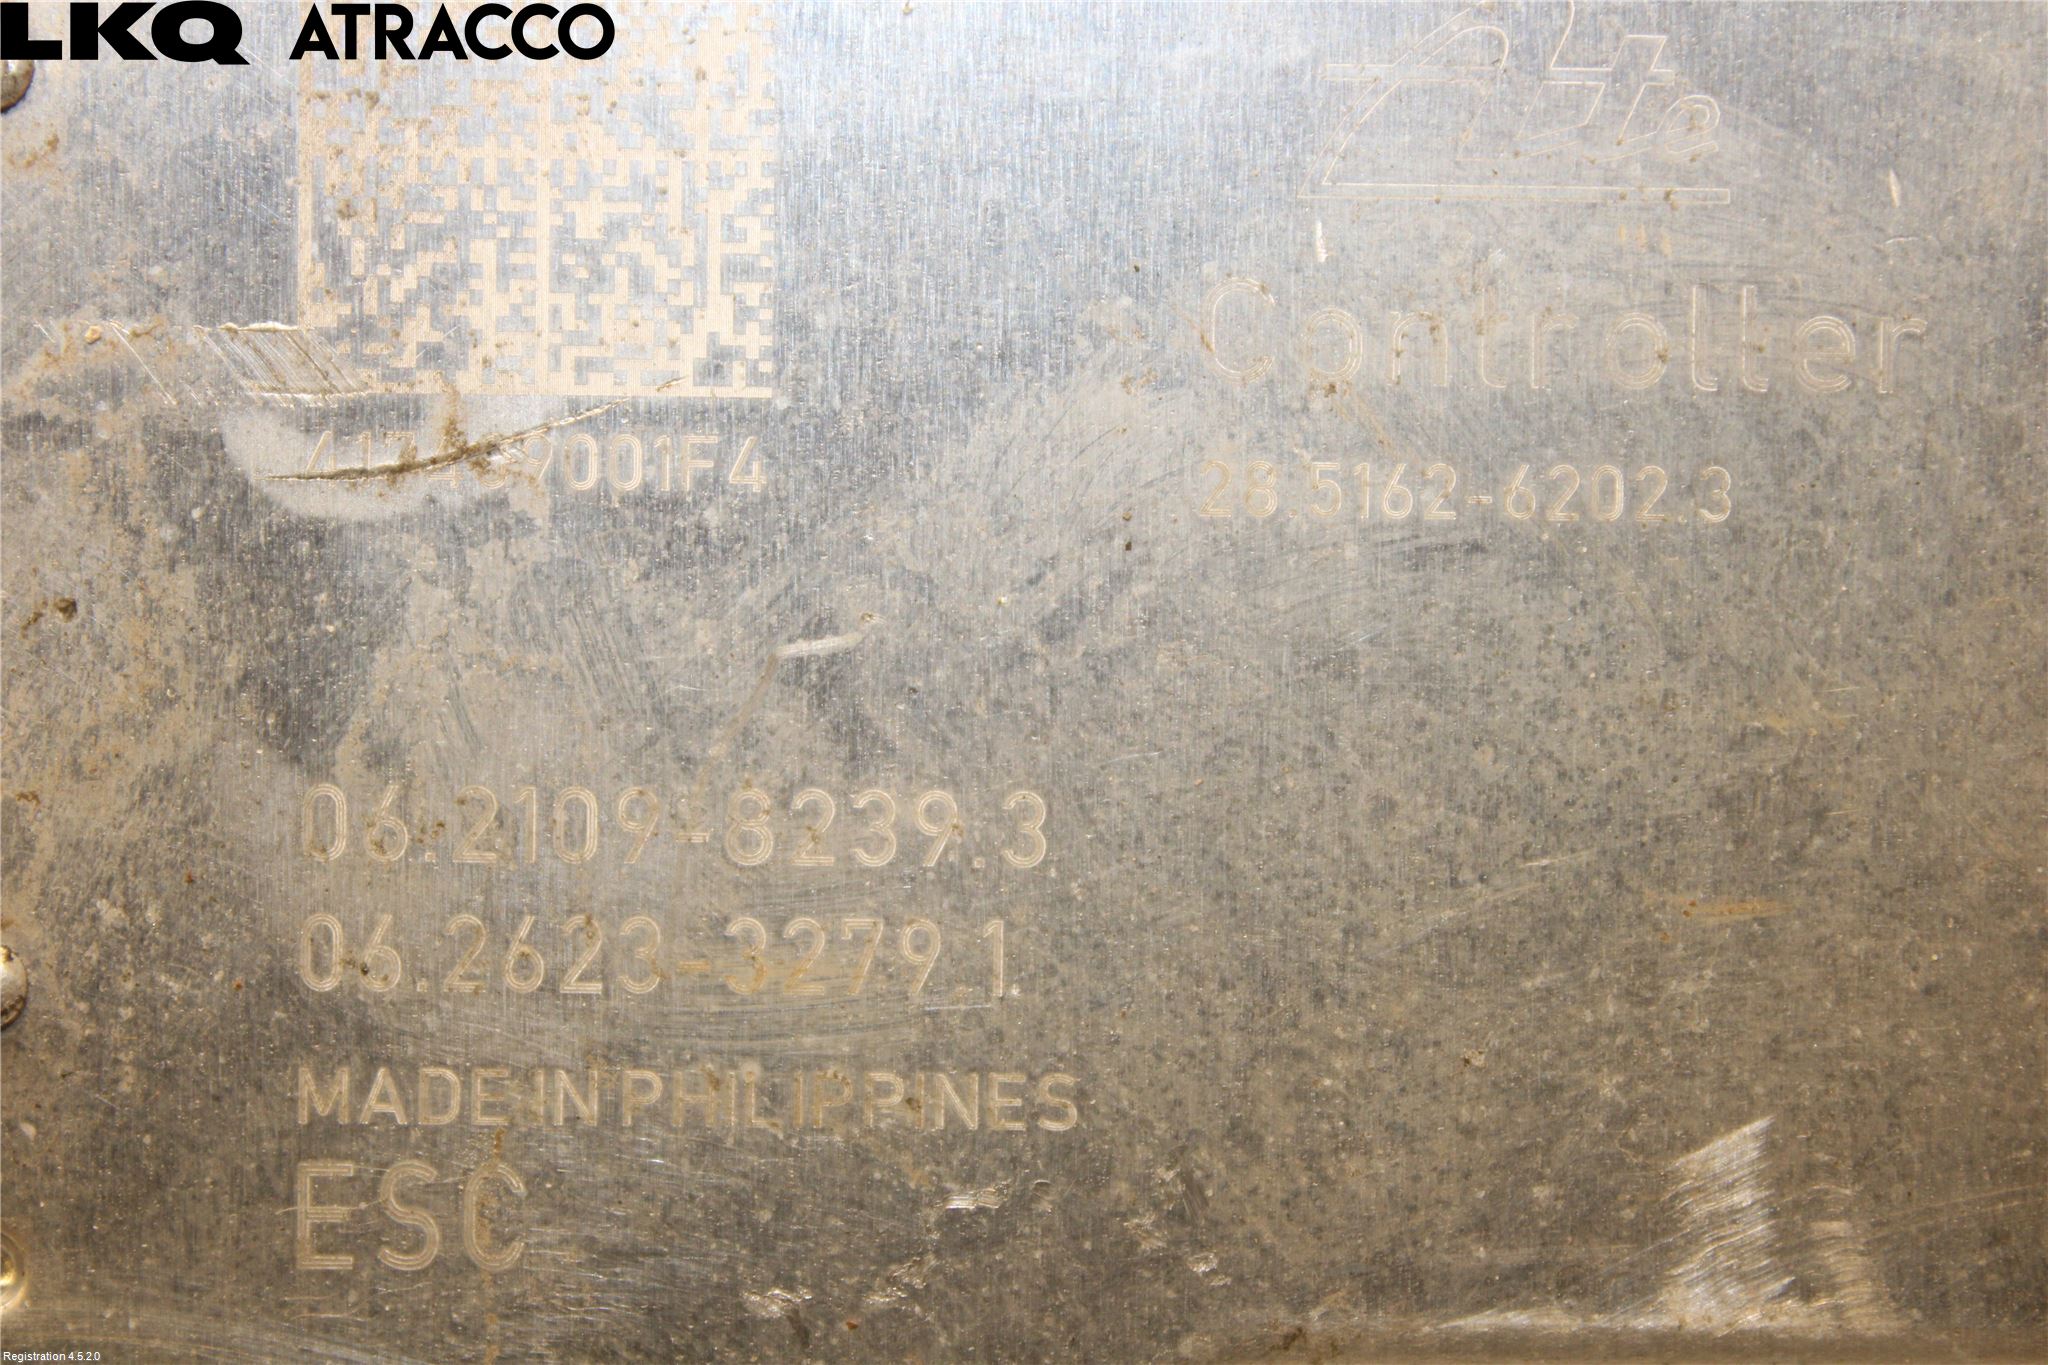 LKQ ATRACCO
Ate
Controller
28.5162-6202.3
06.2109-8239.3
06.2623-3279.1
MADE IN PHILIPPINES
ESC
Registration 4.5.2.0